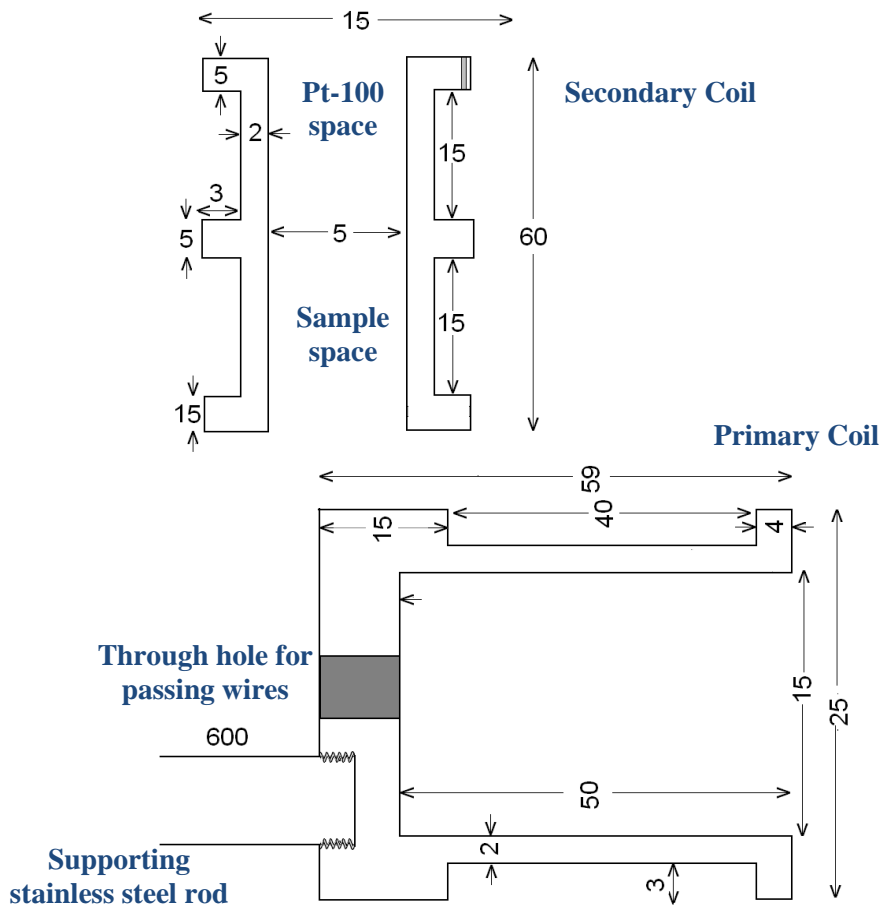 15
5
Pt-100
space
Secondary Coil
2
15
3
5
5
60
Sample
space
15
15
Primary Coil
59
40
15
4
Through hole for
passing wires
15
25
600
50
2
3
Supporting
stainless steel rod